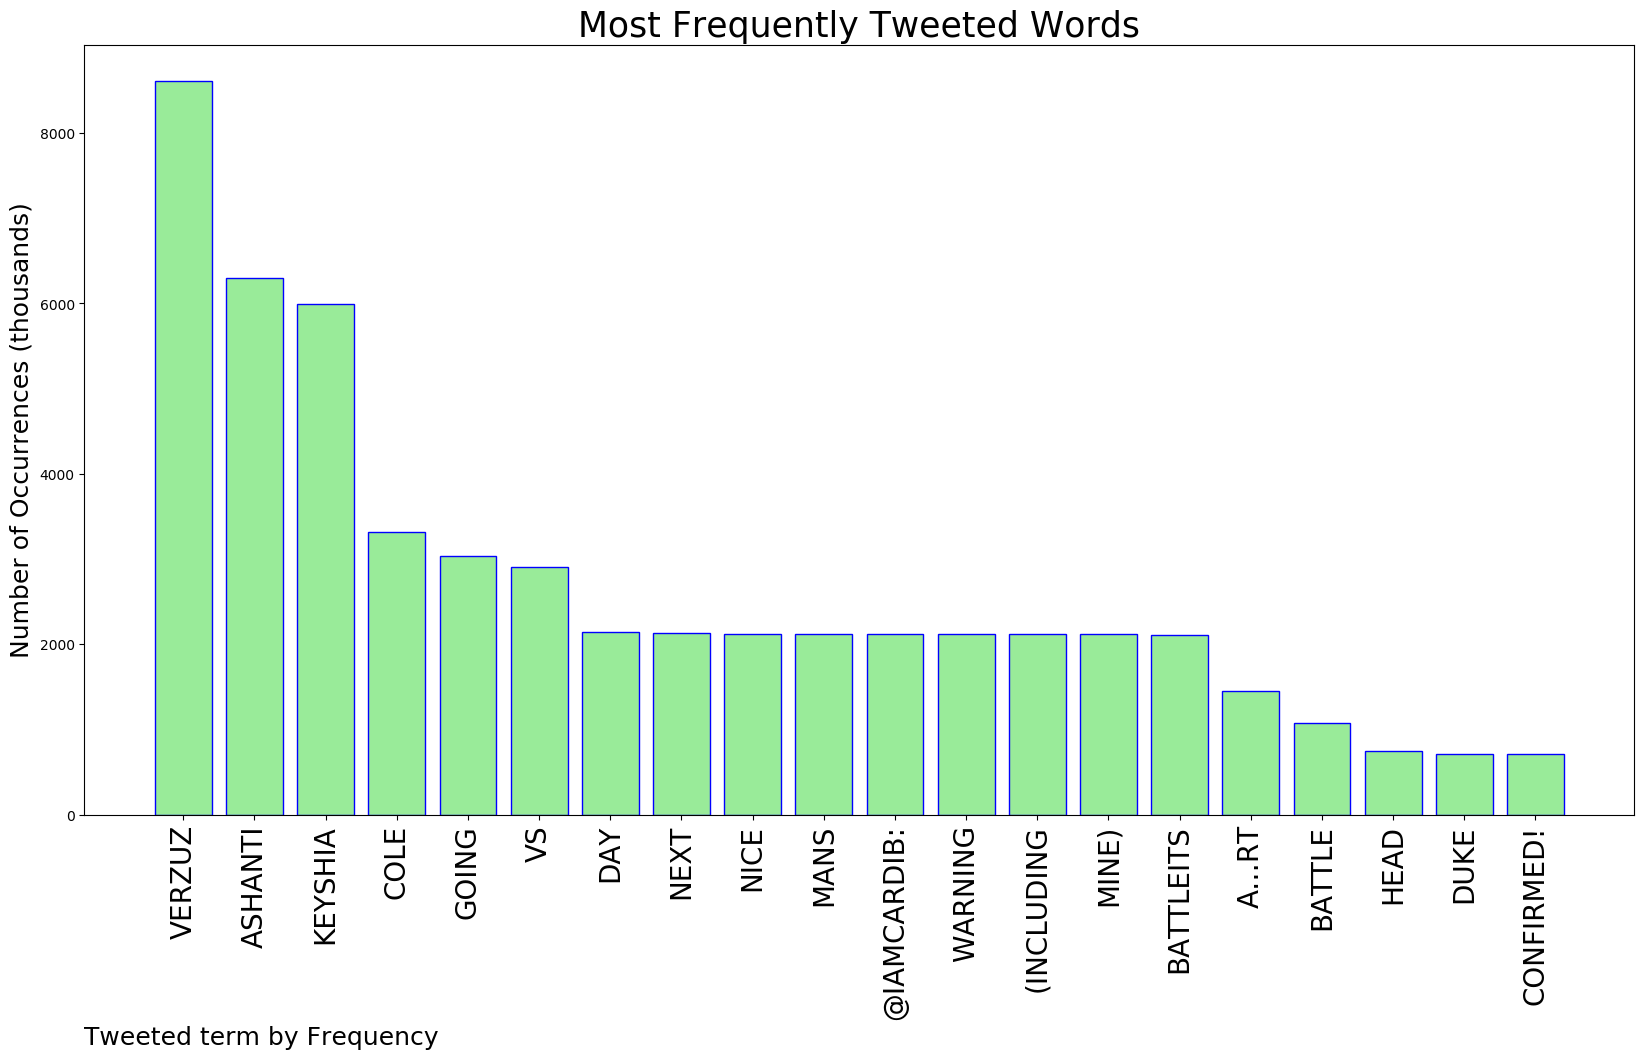 Most Frequently Tweeted Words
Number of Occurrences (thousands)
8000
6000
4000
2000
0
VERZUZ
ASHANTI
KEYSHIA
COLE
GOING
VS
DAY
NEXT
NICE
MANS
@IAMCARDIB:
WARNING
(INCLUDING
MINE)
BATTLEITS
A...RT
BATTLE
HEAD
DUKE
CONFIRMED!
Tweeted term by Frequency